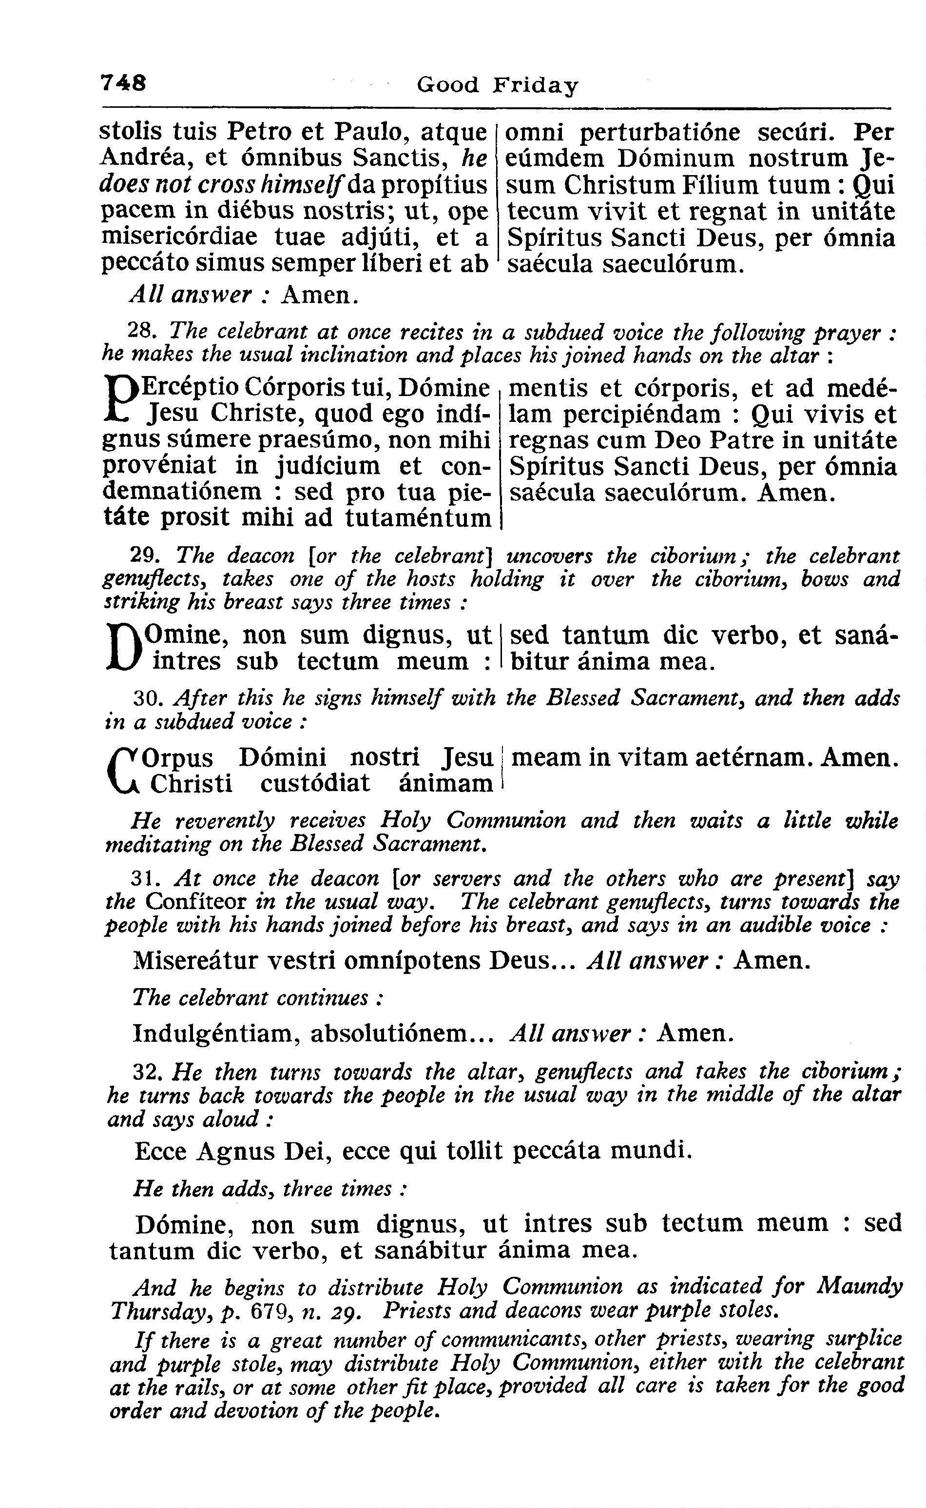 748 Good Friday
stolis tuis Petro et Paulo, atque
Andréa, et ómnibus Sanctis, he
does not cross himself da propítius
pacem in diébus nostris; ut, ope
misericórdiae tuae adjúti, et a
peccáto simus semper líberi et ab
omni perturbatióne secúri. Per
eúmdem Dóminum nostrum Je-
sum Christum Fílium tuum : Qui
tecum vivit et regnat in unitáte
Spíritus Sancti Deus, per ómnia
saécula saeculórum.
All answer : Amen.
28. The celebrant at once recites in a subdued voice the following prayer :
he makes the usual inclination and places his joined hands on the altar :
PErcéptio Córporis tui, Dómine
Jesu Christe, quod ego indí-
gnus súmere praesúmo, non mihi
provéniat in judícium et con-
demnatiónem : sed pro tua pie-
táte prosit mihi ad tutaméntum
mentis et córporis, et ad medé-
lam percipiéndam : Qui vivis et
regnas cum Deo Patre in unitáte
Spíritus Sancti Deus, per ómnia
saécula saeculórum. Amen.
29. The deacon [or the celebrant] uncovers the ciborium; the celebrant
genuflects, takes one of the hosts holding it over the ciborium, bows and
striking his breast says three times :
DOmine, non sum dignus, ut
intres sub tectum meum :
sed tantum dic verbo, et saná-
bitur ánima mea.
30. After this he signs himself with the Blessed Sacrament, and then adds
in a subdued voice :
COrpus Dómini nostri Jesu
Christi custódiat ánimam
meam in vitam aetérnam. Amen.
He reverently receives Holy Communion and then waits a little while
meditating on the Blessed Sacrament.
31. At once the deacon [or servers and the others who are present] say
the Confíteor in the usual way. The celebrant genuflects, turns towards the
people with his hands joined before his breast, and says in an audible voice :
Misereátur vestri omnípotens Deus... All answer : Amen.
The celebrant continues :
Indulgéntiam, absolutiónem... All answer : Amen.
32. He then turns towards the altar, genuflects and takes the ciborium;
he turns back towards the people in the usual way in the middle of the altar
and says aloud :
Ecce Agnus Dei, ecce qui tollit peccáta mundi.
He then adds, three times :
Dómine, non sum dignus, ut intres sub tectum meum : sed
tantum dic verbo, et sanábitur ánima mea.
And he begins to distribute Holy Communion as indicated for Maundy
Thursday, p. 679, n. 29. Priests and deacons wear purple stoles.
If there is a great number of communicants, other priests, wearing surplice
and purple stole, may distribute Holy Communion, either with the celebrant
at the rails, or at some other fit place, provided all care is taken for the good
order and devotion of the people.